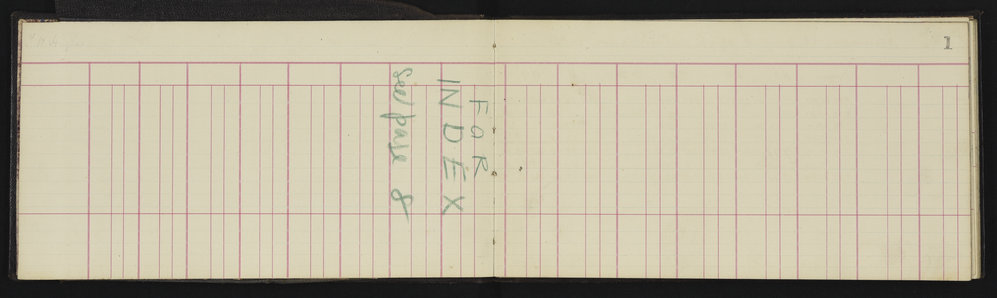 1
FOR
INDEX
See page 8